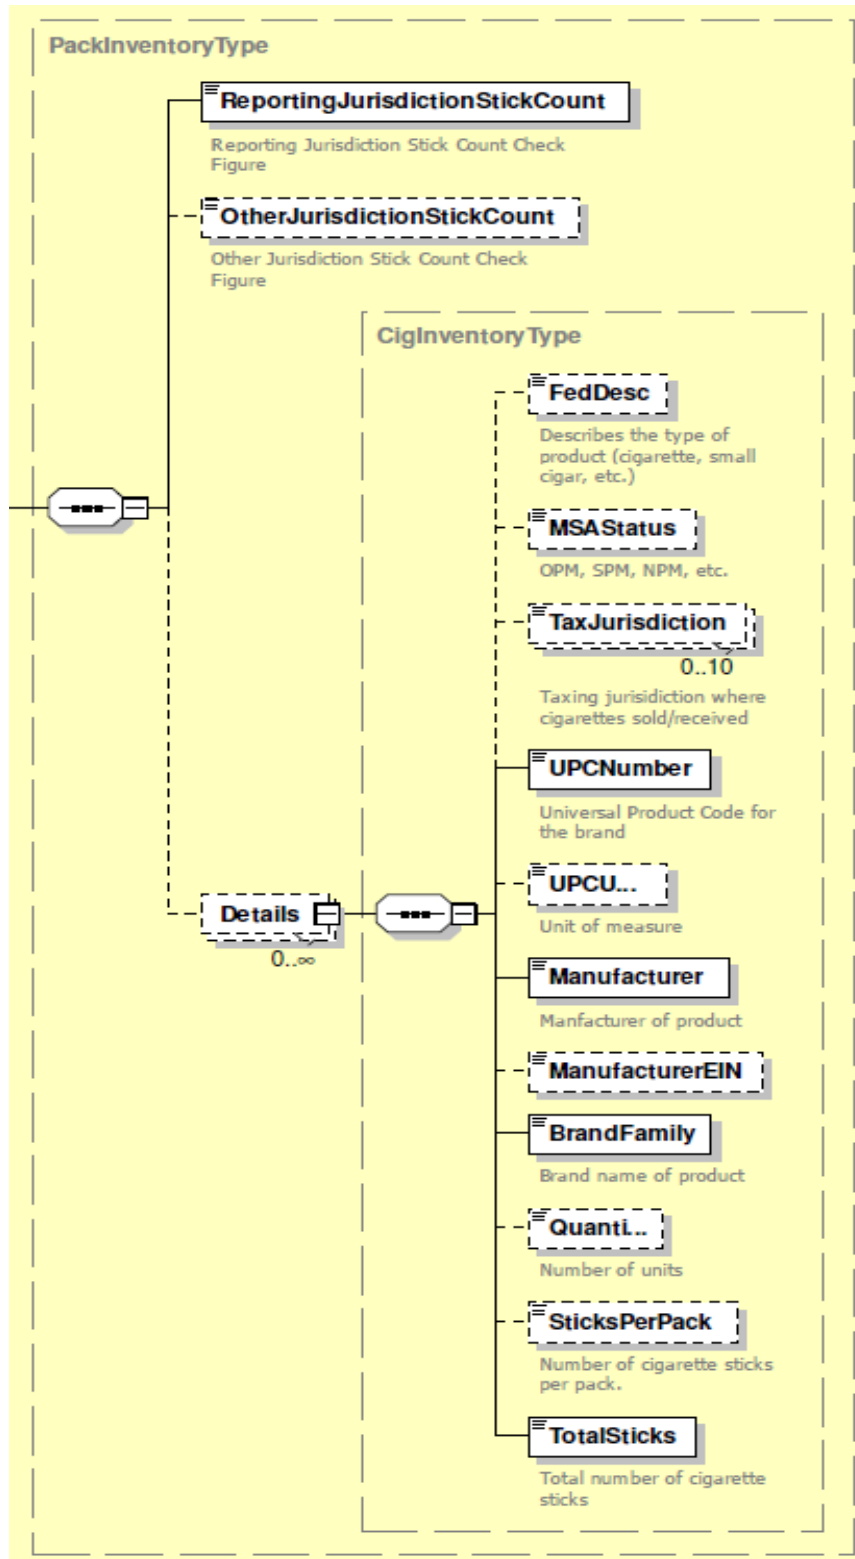 PackInventoryType
ReportingJurisdictionStickCount
Reporting Jurisdiction Stick Count Check
Figure
OtherJurisdictionStickCount
Other Jurisdiction Stick Count Check
Figure
CigInventoryType
FedDesc
Describes the type of
product (cigarette, small
cigar, etc.)
MSAStatus
OPM, SPM, NPM, etc.
TaxJurisdiction
0..10
Taxing jurisidiction where
cigarettes sold/received
UPCNumber
Universal Product Code for
the brand
UPCU...
Unit of measure
Details
0..∞
Manufacturer
Manfacturer of product
ManufacturerEIN
BrandFamily
Brand name of product
Quanti...
Number of units
SticksPerPack
Number of cigarette sticks
per pack.
TotalSticks
Total number of cigarette
sticks